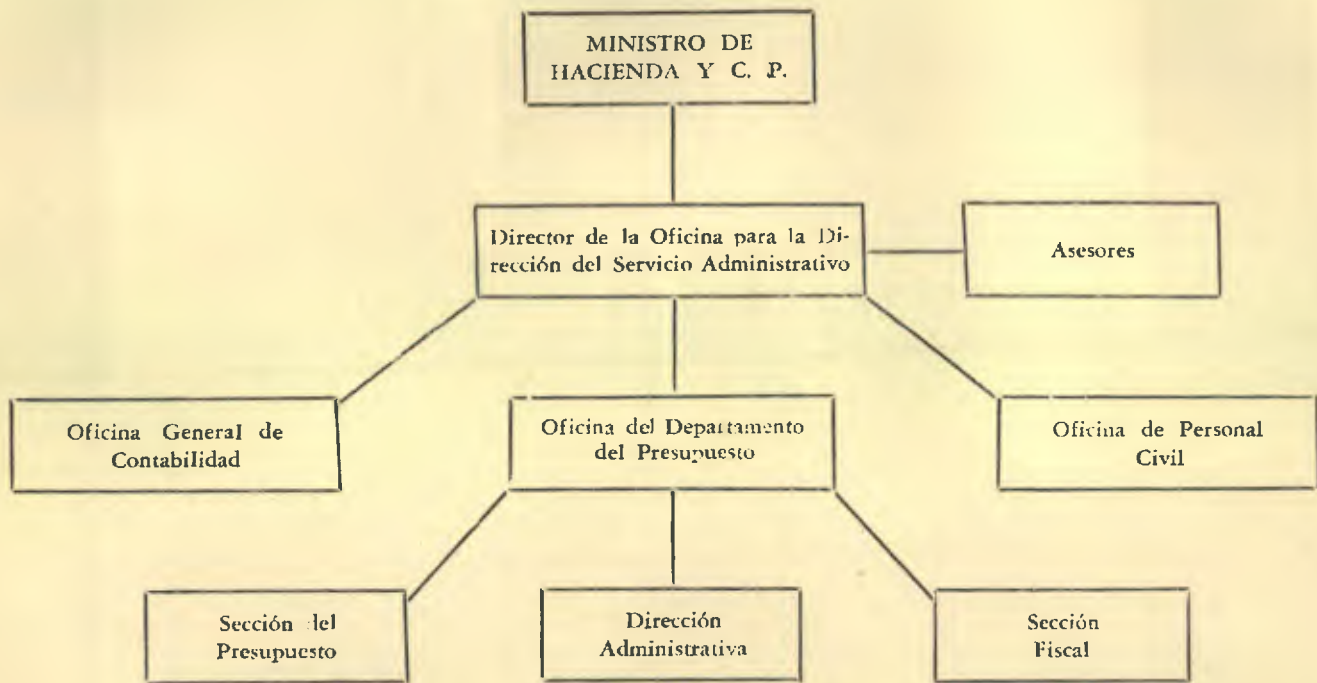 MINISTRO DE
HACIENDA Y C. P.
Director de la Oficina para la Di-
rección del Servicio Administrativo
Asesores
Oficina General de
Contabilidad
Oficina del Departamento
del Presupuesto
Oficina de Personal
Civil
Sección del
Presupuesto
Dirección
Administrativa
Sección
Fiscal